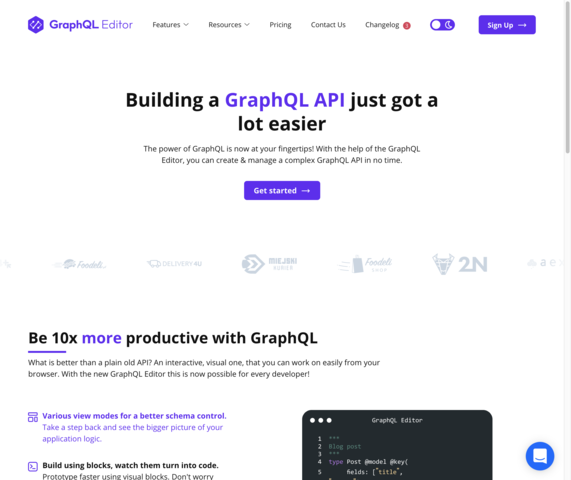 GraphQL Editor
Features
Resources
Pricing
Contact Us
Changelog
Sign Up
Building a GraphQL API just got a
lot easier
The power of GraphQL is now at your fingertips! With the help of the GraphQL
Editor, you can create & manage a complex GraphQL API in no time.
Get started
Foodeli
DELIVERY4U
MIEJSKI
KURIER
Foodeli
2N
ae
Be 10x more productive with GraphQL
What is better than a plain old API? An interactive, visual one, that you can work on easily from your
browser. With the new GraphQL Editor this is now possible for every developer!
Various view modes for a better schema control.
Take a step back and see the bigger picture of your
application logic.
Build using blocks, watch them turn into code.
Prototype faster using visual blocks. Don't worry
GraphQL Editor
1 """
2 Blog post
3 """
4 type Post @model @key(
5 fields: ["title",